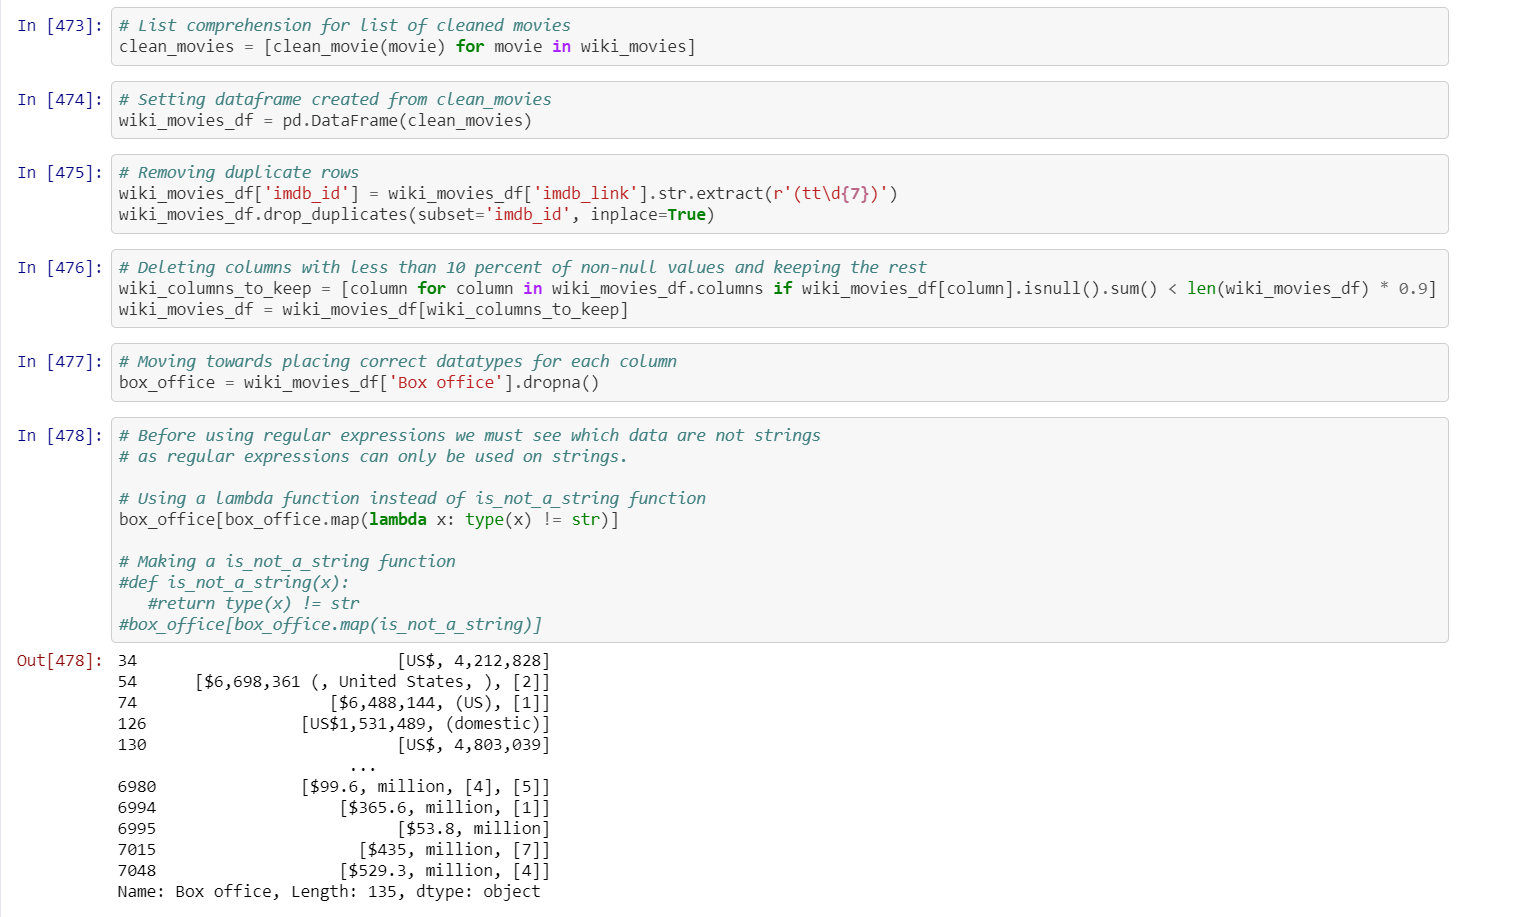 In [473]: # List comprehension for list of cleaned movies
clean_movies = [clean_movie(movie) for movie in wiki_movies]
In [474]: # Setting dataframe created from clean_movies
wiki_movies_df = pd.DataFrame(clean_movies)
In [475]: # Removing duplicate rows
wiki_movies_df['imdb_id'] = wiki_movies_df['imdb_link'].str.extract(r'(tt\d{7})')
wiki_movies_df.drop_duplicates(subset='imdb_id', inplace=True)
In [476]: # Deleting columns with less than 10 percent of non-null values and keeping the rest
wiki_columns_to_keep = [column for column in wiki_movies_df.columns if wiki_movies_df[column].isnull().sum() < len(wiki_movies_df) * 0.9]
wiki_movies_df = wiki_movies_df[wiki_columns_to_keep]
In [477]: # Moving towards placing correct datatypes for each column
box_office = wiki_movies_df['Box office'].dropna()
In [478]: # Before using regular expressions we must see which data are not strings
# as regular expressions can only be used on strings.
# Using a lambda function instead of is_not_a_string function
box_office[box_office.map(lambda x: type(x) != str)]
# Making a is_not_a_string function
#def is_not_a_string(x):
   #return type(x) != str
#box_office[box_office.map(is_not_a_string)]
Out[478]: 34                           [US$, 4,212,828]
54      [$6,698,361 (, United States, ), [2]]
74                    [$6,488,144, (US), [1]]
126                [US$1,531,489, (domestic)]
130                          [US$, 4,803,039]
                        ...
6980               [$99.6, million, [4], [5]]
6994                   [$365.6, million, [1]]
6995                         [$53.8, million]
7015                     [$435, million, [7]]
7048                   [$529.3, million, [4]]
Name: Box office, Length: 135, dtype: object